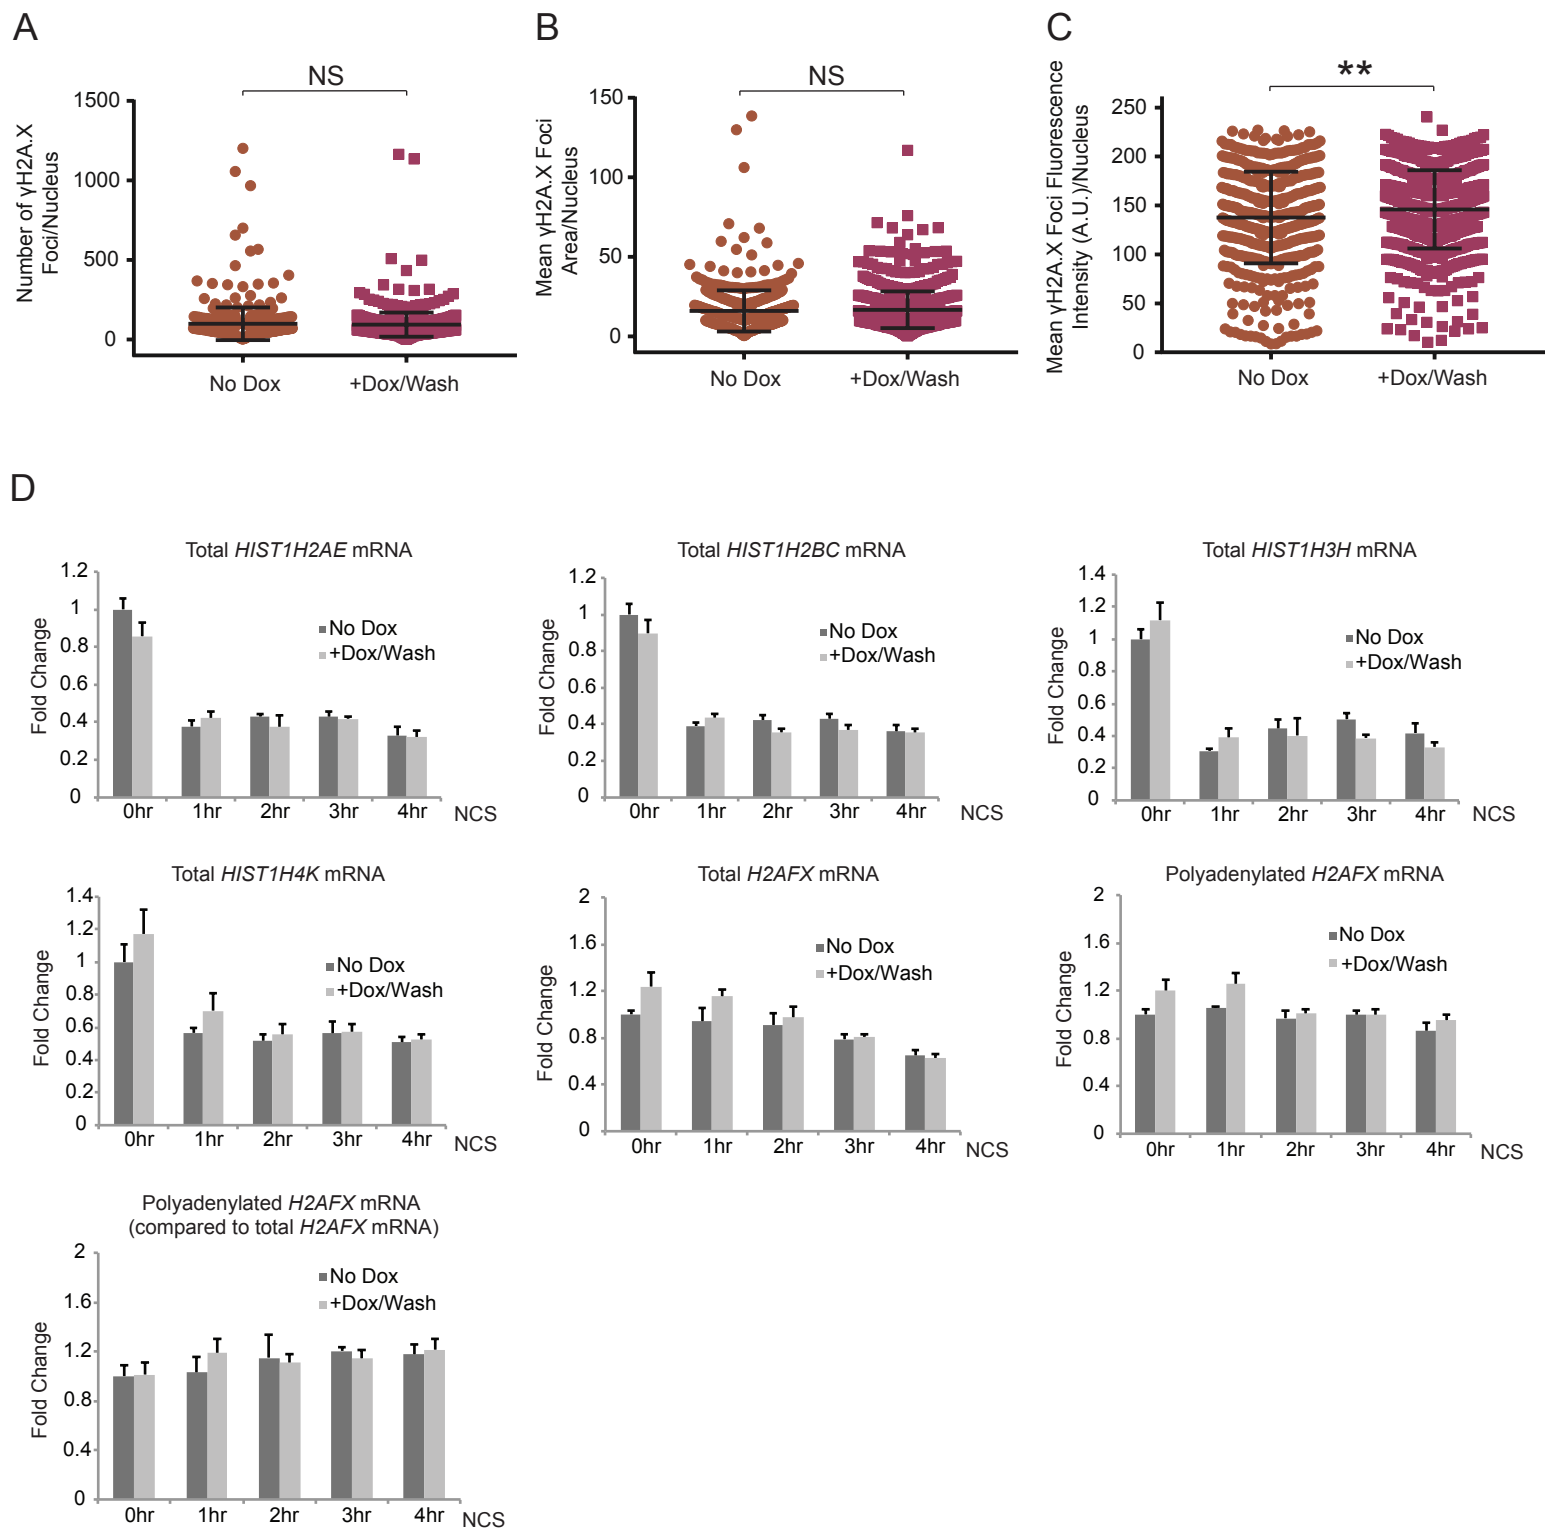 A
NS
Number of γH2A.X
Foci/Nucleus
1500
1000
500
0
No Dox
+Dox/Wash
B
NS
Mean γH2A.X Foci
Area/Nucleus
150
100
50
0
No Dox
+Dox/Wash
C
**
Mean γH2A.X Foci Fluorescence
Intensity (A.U.)/Nucleus
250
200
150
100
50
0
No Dox
+Dox/Wash
D
Total HIST1H2AE mRNA
Fold Change
1.2
1
0.8
0.6
0.4
0.2
0
No Dox
+Dox/Wash
0hr 1hr 2hr 3hr 4hr NCS
Total HIST1H2BC mRNA
Fold Change
1.2
1
0.8
0.6
0.4
0.2
0
No Dox
+Dox/Wash
0hr 1hr 2hr 3hr 4hr NCS
Total HIST1H3H mRNA
Fold Change
1.4
1.2
1
0.8
0.6
0.4
0.2
0
No Dox
+Dox/Wash
0hr 1hr 2hr 3hr 4hr NCS
Total HIST1H4K mRNA
Fold Change
1.4
1.2
1
0.8
0.6
0.4
0.2
0
No Dox
+Dox/Wash
0hr 1hr 2hr 3hr 4hr NCS
Total H2AFX mRNA
Fold Change
2
1.6
1.2
0.8
0.4
0
No Dox
+Dox/Wash
0hr 1hr 2hr 3hr 4hr NCS
Polyadenylated H2AFX mRNA
Fold Change
2
1.6
1.2
0.8
0.4
0
No Dox
+Dox/Wash
0hr 1hr 2hr 3hr 4hr NCS
Polyadenylated H2AFX mRNA
(compared to total H2AFX mRNA)
Fold Change
2
1.6
1.2
0.8
0.4
0
No Dox
+Dox/Wash
0hr 1hr 2hr 3hr 4hr NCS